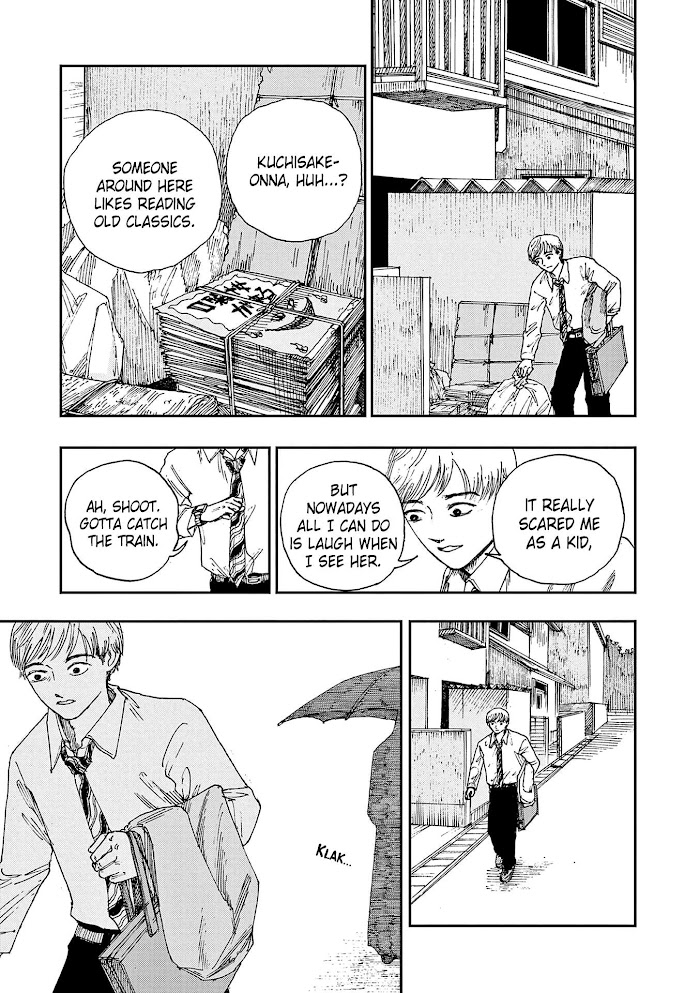 KUCHISAKE-
ONNA, HUH...?
SOMEONE
AROUND HERE
LIKES READING
OLD CLASSICS.
IT REALLY
SCARED ME
AS A KID,
BUT
NOWADAYS
ALL I CAN DO
IS LAUGH WHEN
I SEE HER.
AH, SHOOT.
GOTTA CATCH
THE TRAIN.
KLAK...